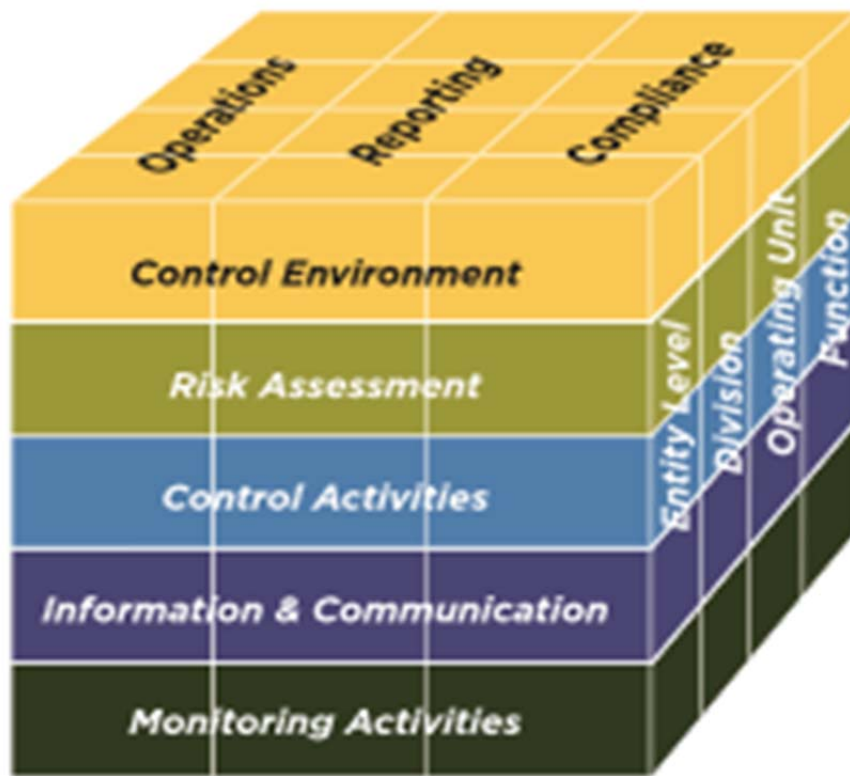 Operations
Reporting
Compliance
Control Environment
Risk Assessment
Control Activities
Information & Communication
Monitoring Activities
Entity Level
Division
Operating Unit
Function